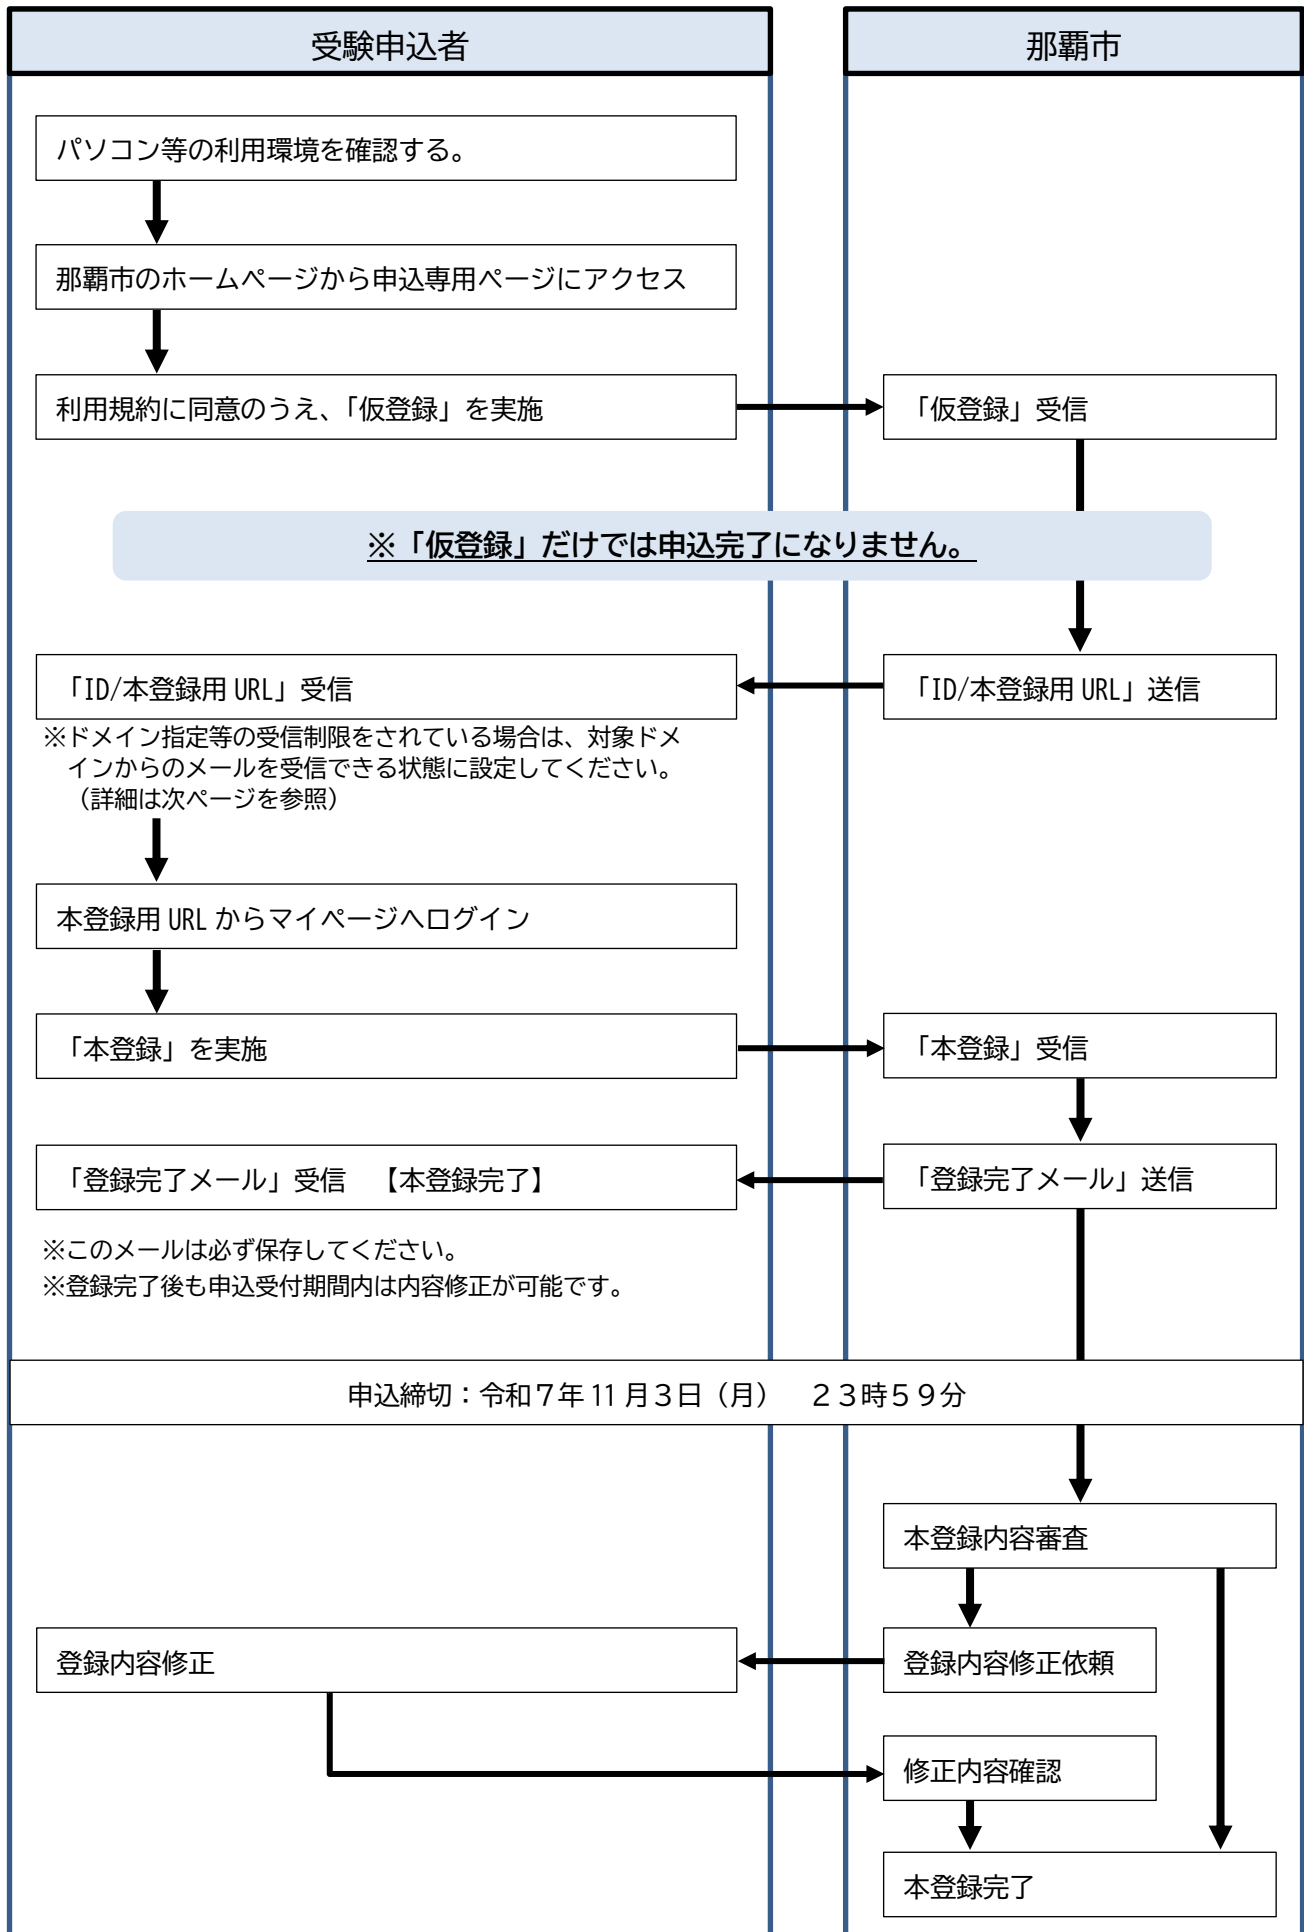 受験申込者
那覇市
パソコン等の利用環境を確認する。
那覇市のホームページから申込専用ページにアクセス
利用規約に同意のうえ、「仮登録」を実施
「仮登録」受信
※「仮登録」だけでは申込完了になりません。
「ID/本登録用 URL」受信
「ID/本登録用 URL」送信
※ドメイン指定等の受信制限をされている場合は、対象ドメ
インからのメールを受信できる状態に設定してください。
（詳細は次ページを参照）
本登録用 URL からマイページへログイン
「本登録」を実施
「本登録」受信
「登録完了メール」受信　【本登録完了】
「登録完了メール」送信
※このメールは必ず保存してください。
※登録完了後も申込受付期間内は内容修正が可能です。
申込締切：令和７年 11 月３日（月）　２３時５９分
本登録内容審査
登録内容修正
登録内容修正依頼
修正内容確認
本登録完了